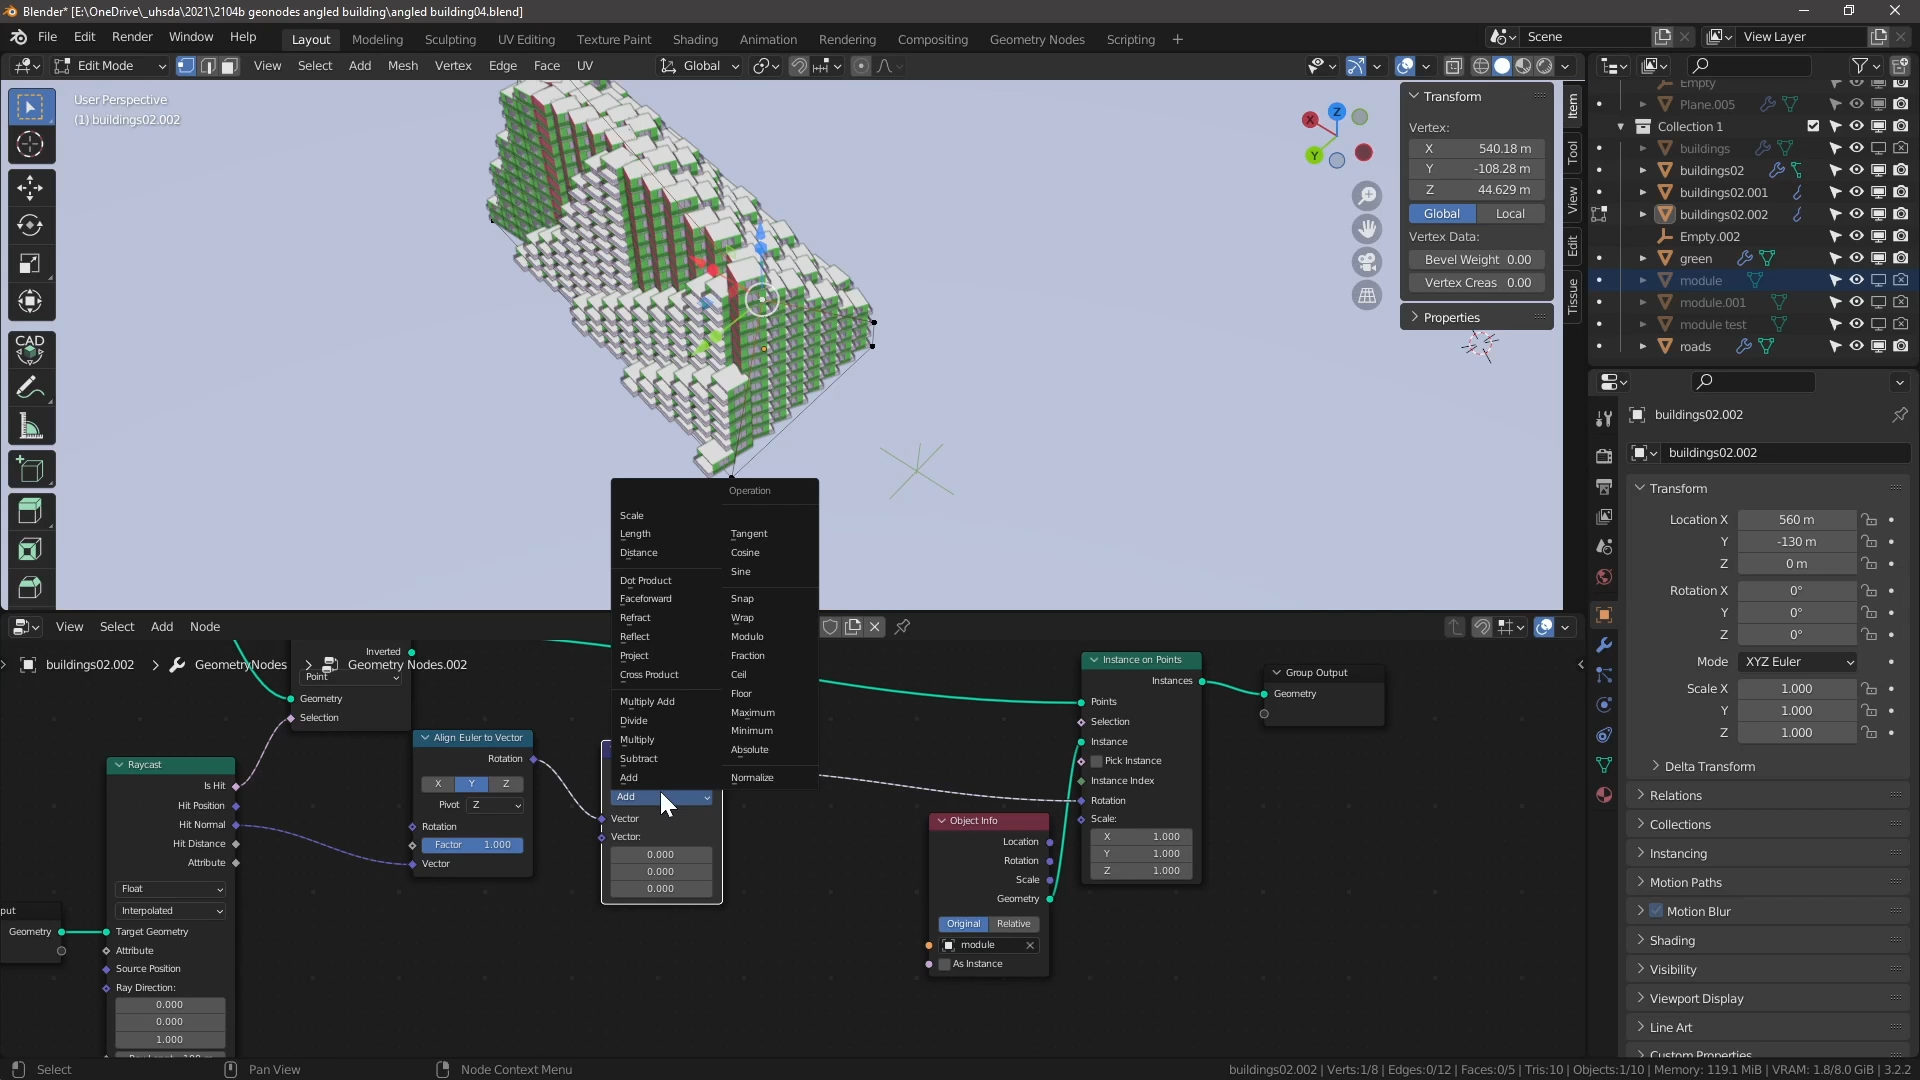 Blender* [E:\OneDrive\_uhsda\2021\2104b geonodes angled building\angled building04.blend]
File Edit Render Window Help Layout Modeling Sculpting UV Editing Texture Paint Shading Animation Rendering Compositing Geometry Nodes Scripting + Scene View Layer
Edit Mode View Select Add Mesh Vertex Edge Face UV Global
User Perspective
(1) buildings02.002
CAD
X
Y
Z
Transform
Vertex:
X 540.18 m
Y -108.28 m
Z 44.629 m
Global Local
Vertex Data:
Bevel Weight 0.00
Vertex Creas 0.00
Properties
Item
Tool
View
Edit
Tissue
Empty
Plane.005
Collection 1
buildings
buildings02
buildings02.001
buildings02.002
Empty.002
green
module
module.001
module test
roads
buildings02.002
buildings02.002
Transform
Location X 560 m
Y -130 m
Z 0 m
Rotation X 0°
Y 0°
Z 0°
Mode XYZ Euler
Scale X 1.000
Y 1.000
Z 1.000
Delta Transform
Relations
Collections
Instancing
Motion Paths
Motion Blur
Shading
Visibility
Viewport Display
Line Art
Custom Properties
View Select Add Node
buildings02.002 > GeometryNodes > Geometry Nodes.002
Inverted
Point
Geometry
Selection
Raycast
Is Hit
Hit Position
Hit Normal
Hit Distance
Attribute
Float
Interpolated
Target Geometry
Attribute
Source Position
Ray Direction:
0.000
0.000
1.000
put
Geometry
Align Euler to Vector
Rotation
X Y Z
Pivot Z
Rotation
Factor 1.000
Vector
Operation
Scale
Length
Distance
Dot Product
Faceforward
Refract
Reflect
Project
Cross Product
Multiply Add
Divide
Multiply
Subtract
Add
Tangent
Cosine
Sine
Snap
Wrap
Modulo
Fraction
Ceil
Floor
Maximum
Minimum
Absolute
Normalize
Add
Vector
Vector:
0.000
0.000
0.000
Object Info
Location
Rotation
Scale
Geometry
Original Relative
module
As Instance
Instance on Points
Instances
Points
Selection
Instance
Pick Instance
Instance Index
Rotation
Scale:
X 1.000
Y 1.000
Z 1.000
Group Output
Geometry
Select Pan View Node Context Menu
buildings02.002 | Verts:1/8 | Edges:0/12 | Faces:0/5 | Tris:10 | Objects:1/10 | Memory: 119.1 MiB | VRAM: 1.8/8.0 GiB | 3.2.2